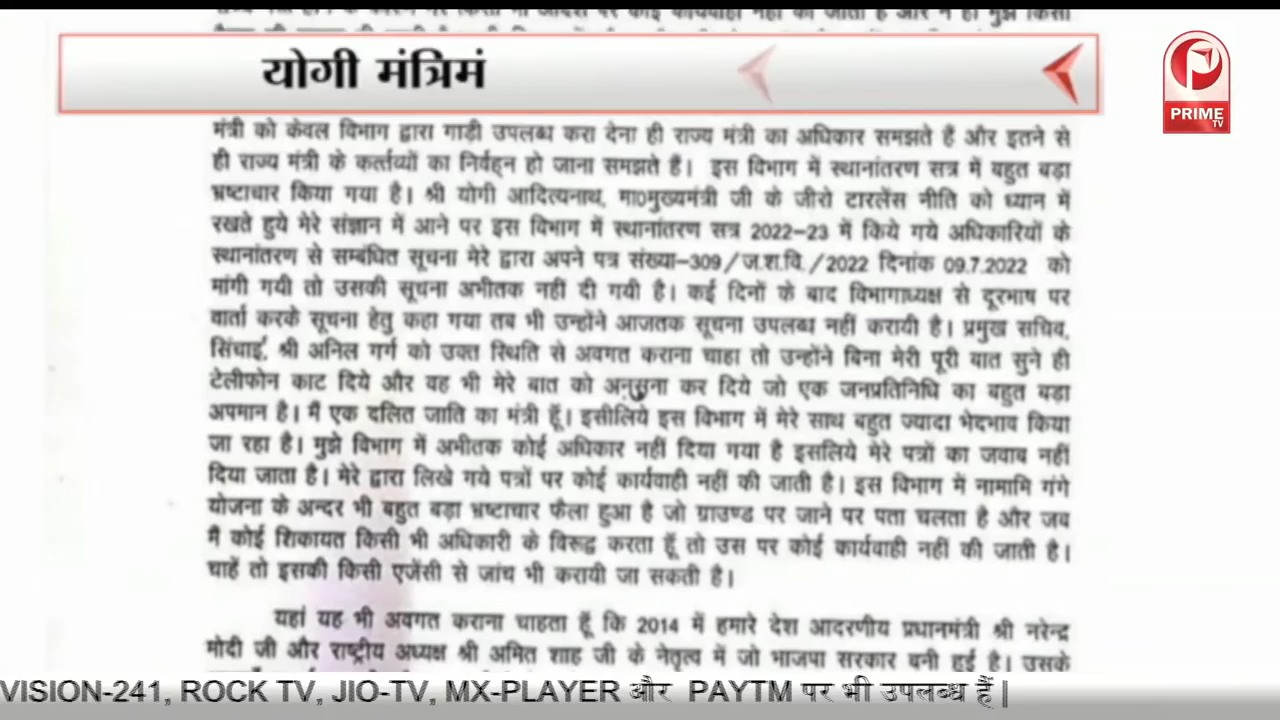 योगी मंत्रिमं
PRIME
TV
मंत्री को केवल विभाग द्वारा गाडी उपलब्ध करा देना ही राज्य मंत्री का अधिकार समझते हैं और इतने से
ही राज्य मंत्री के कर्त्तव्यों का निर्वहन हो जाना समझते हैं। इस विभाग में स्थानांतरण सत्र में बहुत बड़ा
भ्रष्टाचार किया गया है। श्री योगी आदित्यनाथ, मा0मुख्यमंत्री जी के जीरो टारलेंस नीति को ध्यान में
रखते हुये मेरे संज्ञान में आने पर इस विभाग में स्थानांतरण सत्र 2022–23 में किये गये अधिकारियों के
स्थानांतरण से सम्बंधित सूचना मेरे द्वारा अपने पत्र संख्या–309/ज.श.वि./2022 दिनांक 09.7.2022 को
मांगी गयी तो उसकी सूचना अभीतक नहीं दी गयी है। कई दिनों के बाद विभागाध्यक्ष से दूरभाष पर
वार्ता करके सूचना हेतु कहा गया तब भी उन्होंने आजतक सूचना उपलब्ध नहीं करायी है। प्रमुख सचिव,
सिंचाई, श्री अनिल गर्ग को उक्त स्थिति से अवगत कराना चाहा तो उन्होंने बिना मेरी पूरी बात सुने ही
टेलीफोन काट दिये और वह भी मेरे बात को अनुसुना कर दिये जो एक जनप्रतिनिधि का बहुत बड़ा
अपमान है। मैं एक दलित जाति का मंत्री हूँ। इसीलिये इस विभाग में मेरे साथ बहुत ज्यादा भेदभाव किया
जा रहा है। मुझे विभाग में अभीतक कोई अधिकार नहीं दिया गया है इसलिये मेरे पत्रों का जवाब नहीं
दिया जाता है। मेरे द्वारा लिखे गये पत्रों पर कोई कार्यवाही नहीं की जाती है। इस विभाग में नामामि गंगे
योजना के अन्दर भी बहुत बड़ा भ्रष्टाचार फैला हुआ है जो ग्राउण्ड पर जाने पर पता चलता है और जब
मैं कोई शिकायत किसी भी अधिकारी के विरूद्ध करता हूँ तो उस पर कोई कार्यवाही नहीं की जाती है।
चाहें तो इसकी किसी एजेंसी से जांच भी करायी जा सकती है।
यहां यह भी अवगत कराना चाहता हूँ कि 2014 में हमारे देश आदरणीय प्रधानमंत्री श्री नरेन्द्र
मोदी जी और राष्ट्रीय अध्यक्ष श्री अमित शाह जी के नेतृत्व में जो भाजपा सरकार बनी हुई है। उसके
VISION-241, ROCK TV, JIO-TV, MX-PLAYER और PAYTM पर भी उपलब्ध हैं |